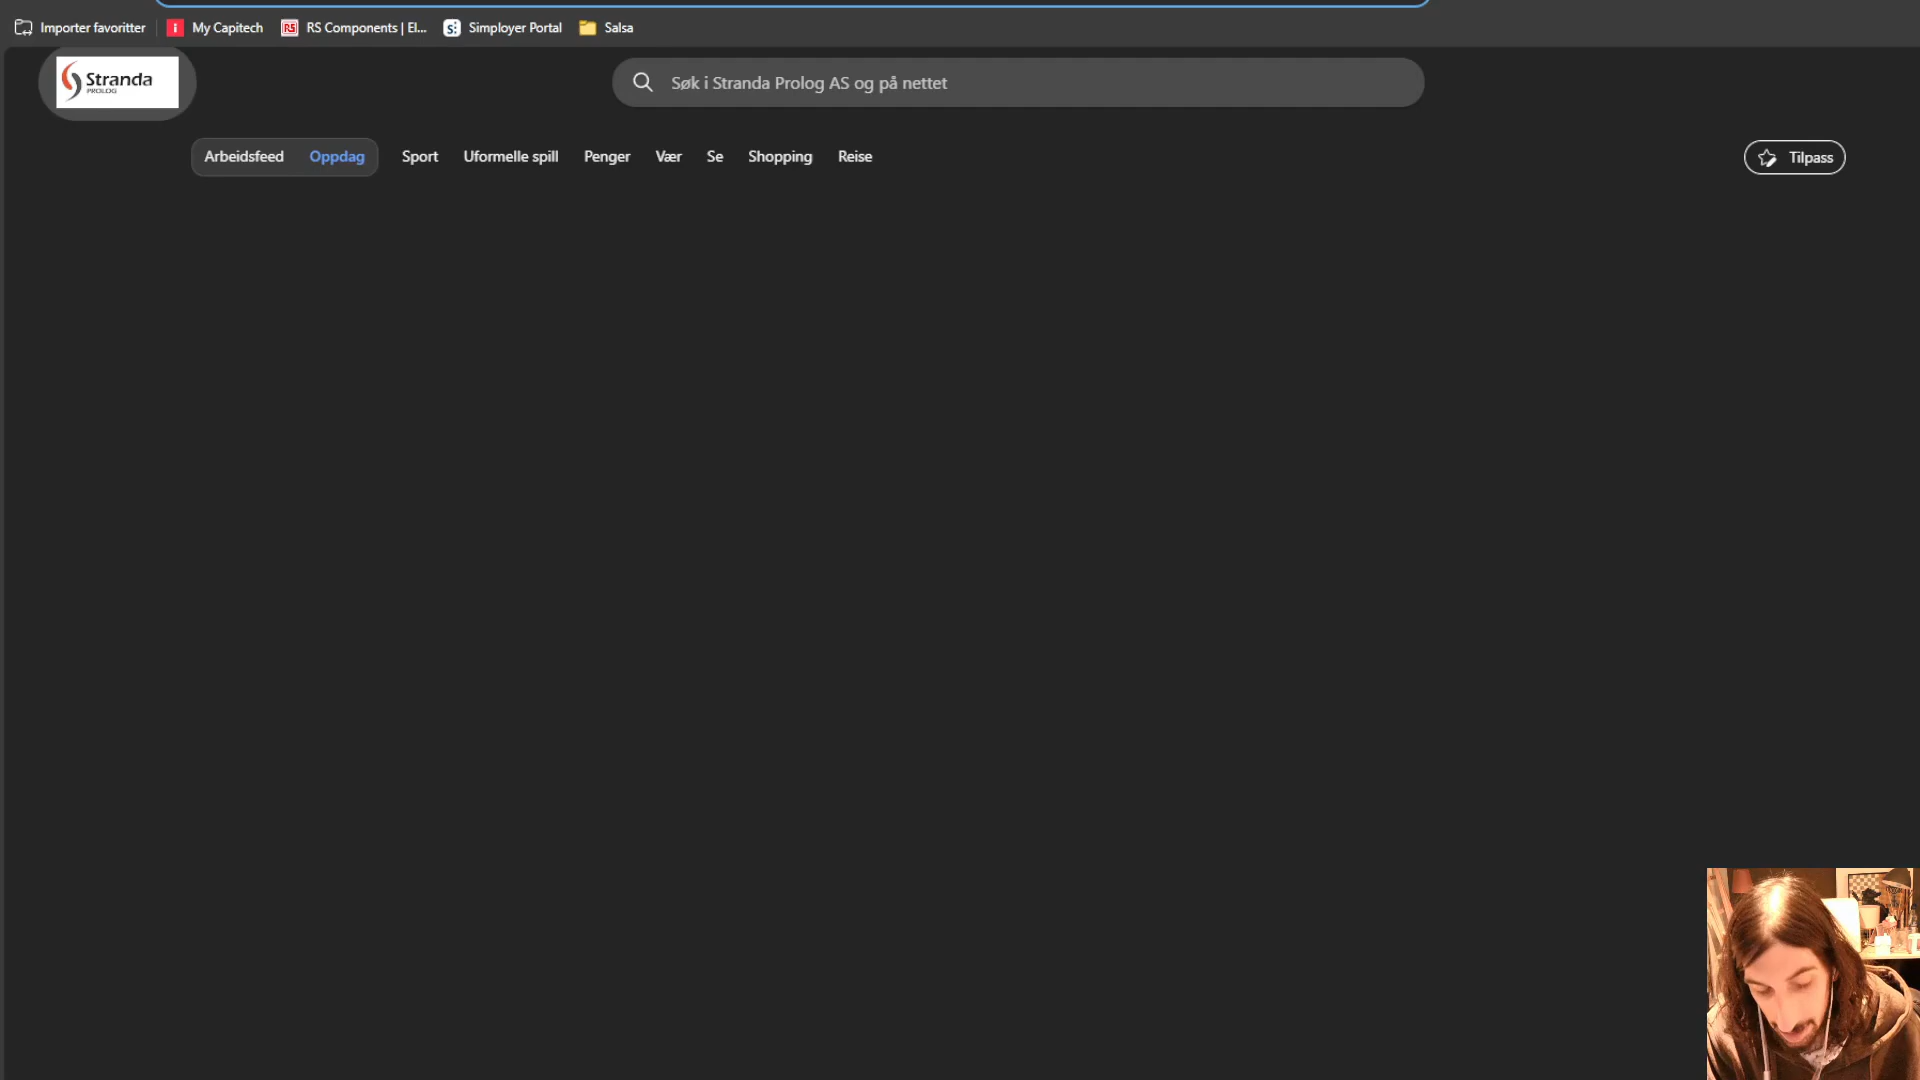 Importer favoritter
My Capitech
RS Components | El...
Simployer Portal
Salsa
Stranda
PROLOG
Søk i Stranda Prolog AS og på nettet
Arbeidsfeed
Oppdag
Sport
Uformelle spill
Penger
Vær
Se
Shopping
Reise
Tilpass